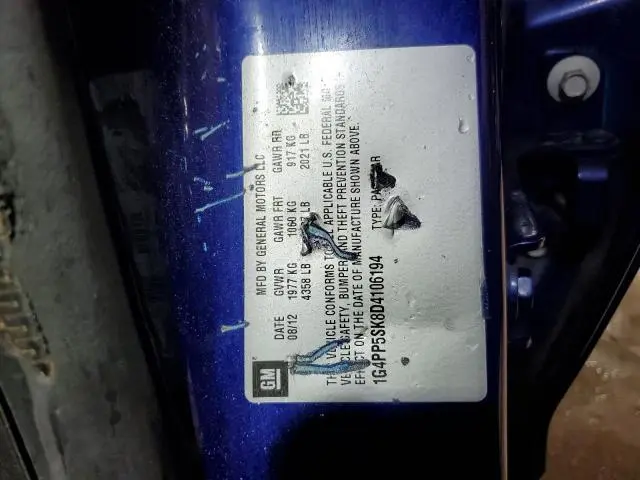 GM
MFD BY GENERAL MOTORS LLC
DATE GVWR GAWR FRT GAWR RR
08/12 1977 KG KG 917 KG
4358 LB LB 2021 LB
VEHICLE CONFORMS APPLICABLE U.S. FEDERAL
VEHICLE SAFETY, BUMPER, AND THEFT PREVENTION STANDARDS
EFFECT ON THE DATE OF MANUFACTURE SHOWN ABOVE.
1G4PP5SK8D4106194 TYPE: